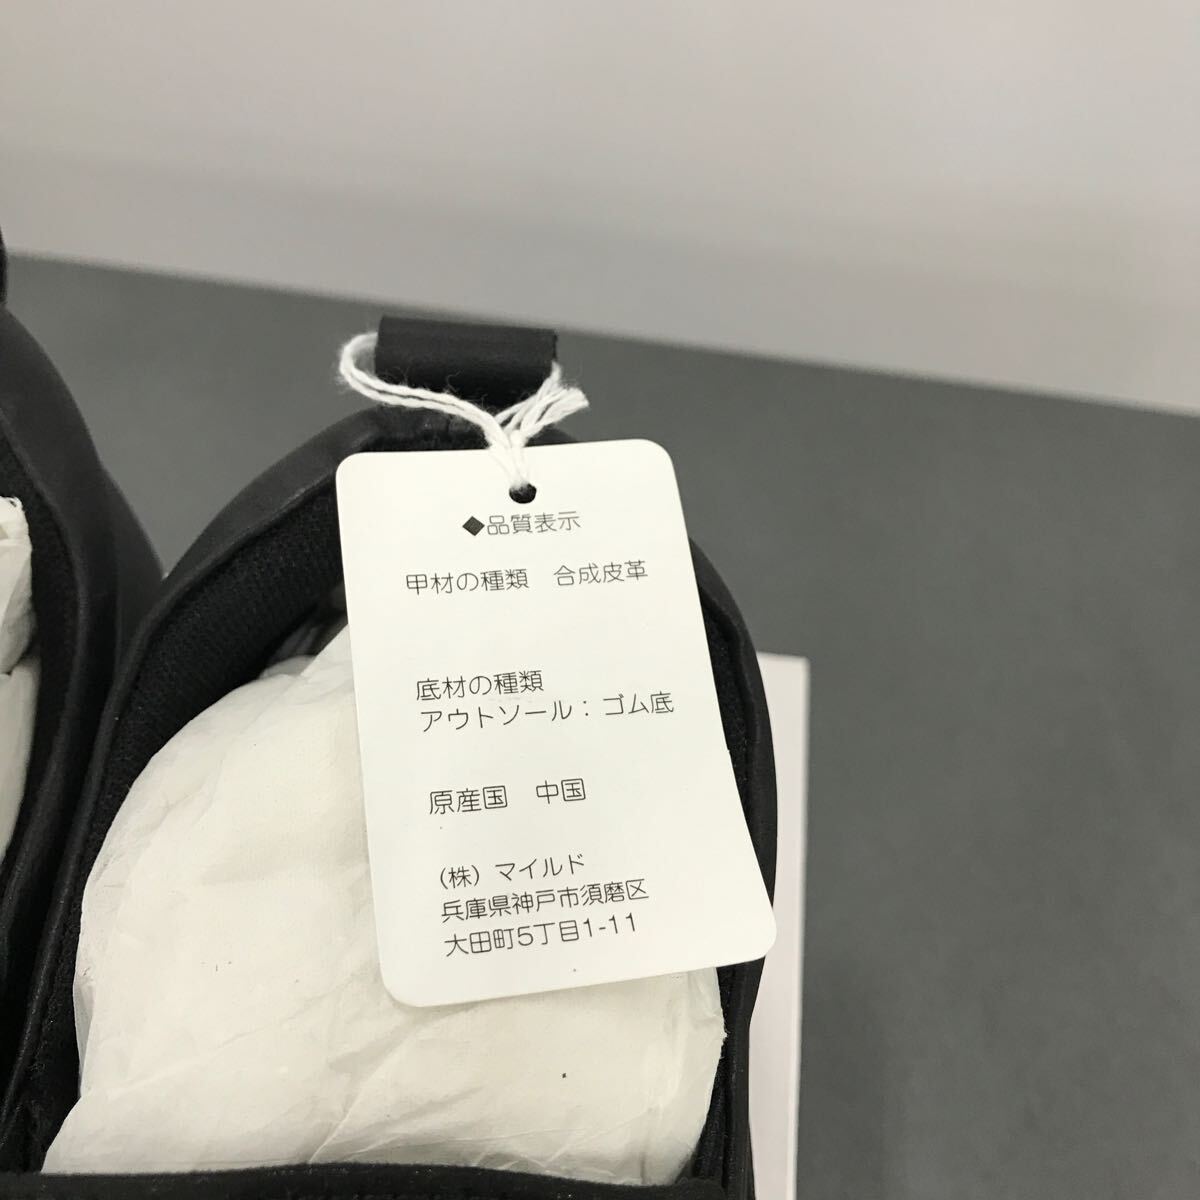 ◆品質表示
甲材の種類　合成皮革
底材の種類
アウトソール：ゴム底
原産国　中国
(株) マイルド
兵庫県神戸市須磨区
大田町5丁目1-11